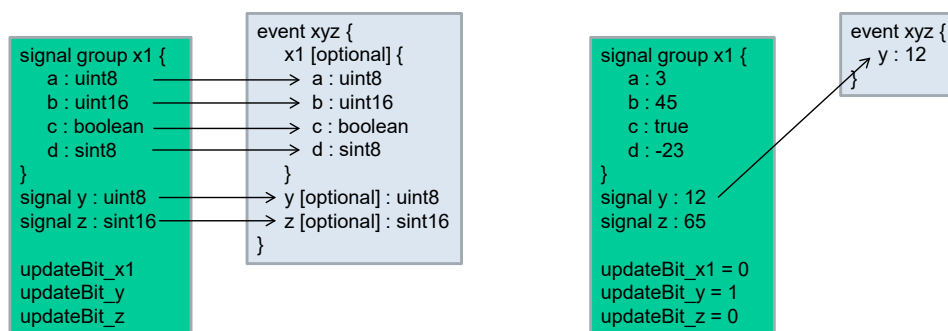 signal group x1 {
a : uint8
b : uint16
c : boolean
d : sint8
}
signal y : uint8
signal z : sint16
updateBit_x1
updateBit_y
updateBit_z
event xyz {
x1 [optional] {
a : uint8
b : uint16
c : boolean
d : sint8
}
y [optional] : uint8
z [optional] : sint16
}
signal group x1 {
a : 3
b : 45
c : true
d : -23
}
signal y : 12
signal z : 65
updateBit_x1 = 0
updateBit_y = 1
updateBit_z = 0
event xyz {
y : 12
}